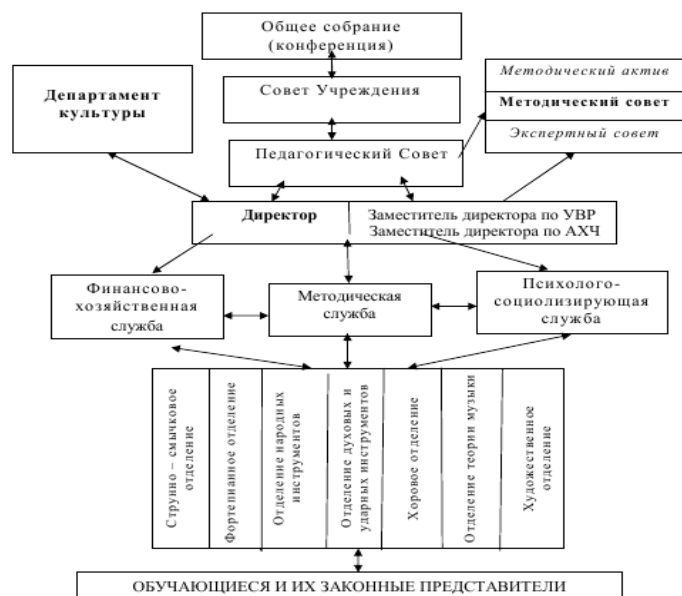 Общее собрание
(конференция)
Совет Учреждения
Педагогический Совет
Департамент
культуры
Методический актив
Методический совет
Экспертный совет
Директор
Заместитель директора по УВР
Заместитель директора по АХЧ
Финансово-
хозяйственная
служба
Методическая
служба
Психолого-
социализирующая
служба
Струнно – смычковое
отделение
Фортепианное отделение
Отделение народных
инструментов
Отделение духовых и
ударных инструментов
Хоровое отделение
Отделение теории музыки
Художественное
отделение
ОБУЧАЮЩИЕСЯ И ИХ ЗАКОННЫЕ ПРЕДСТАВИТЕЛИ